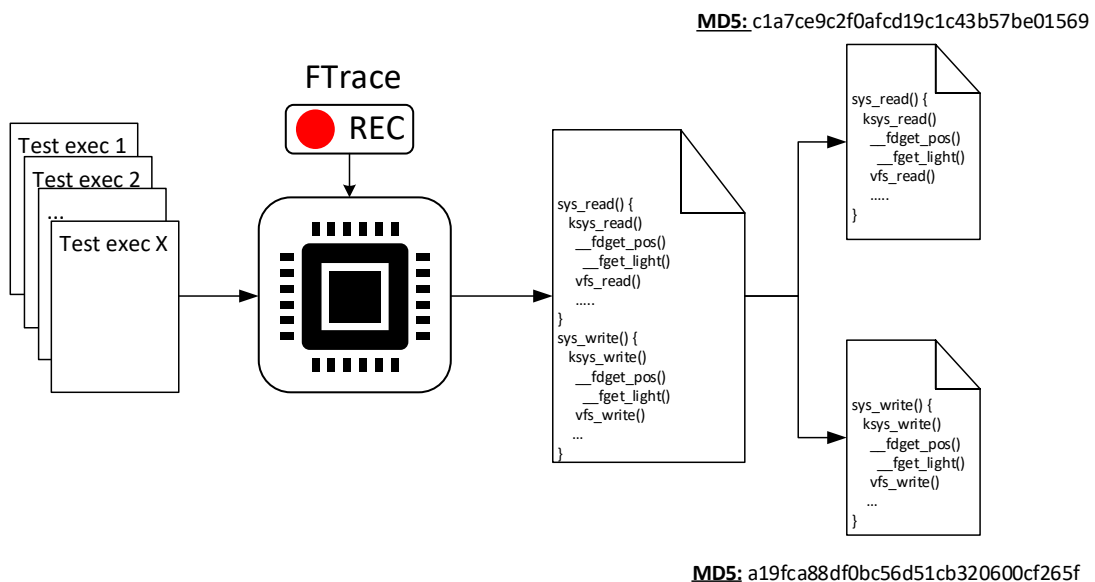 MD5: c1a7ce9c2f0afcd19c1c43b57be01569
FTrace
REC
Test exec 1
Test exec 2
...
Test exec X
sys_read() {
ksys_read()
__fdget_pos()
__fget_light()
vfs_read()
.....
}
sys_write() {
ksys_write()
__fdget_pos()
__fget_light()
vfs_write()
...
}
sys_read() {
ksys_read()
__fdget_pos()
__fget_light()
vfs_read()
.....
}
sys_write() {
ksys_write()
__fdget_pos()
__fget_light()
vfs_write()
...
}
MD5: a19fca88df0bc56d51cb320600cf265f